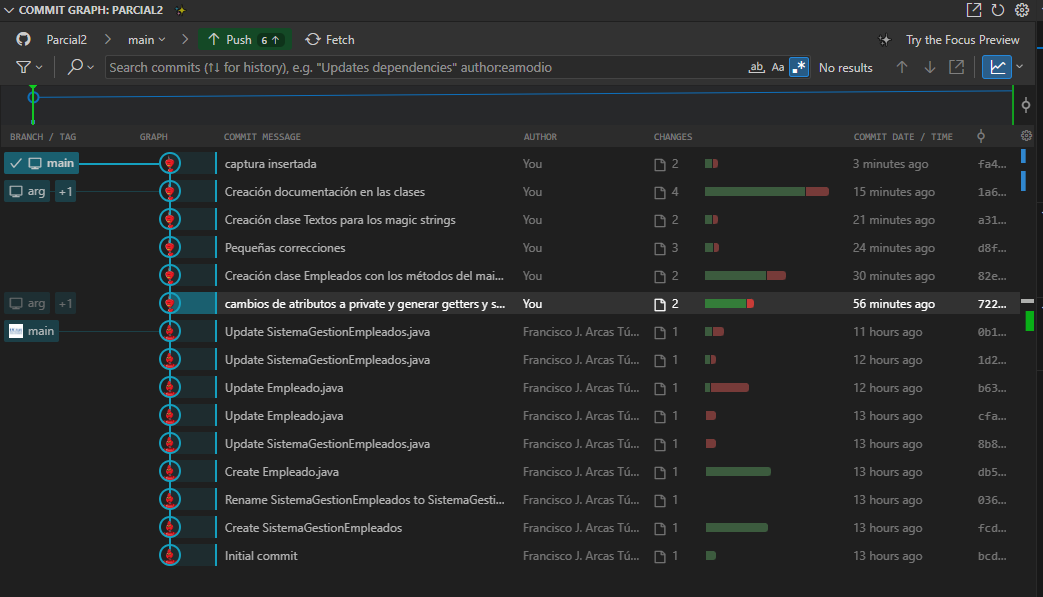 COMMIT GRAPH: PARCIAL2
Parcial2 main Push 6 Fetch Try the Focus Preview
Search commits (↑↓ for history), e.g. "Updates dependencies" author:eamodio ab, Aa .* No results
BRANCH / TAG GRAPH COMMIT MESSAGE AUTHOR CHANGES COMMIT DATE / TIME
main captura insertada You 2 3 minutes ago fa4...
arg +1 Creación documentación en las clases You 4 15 minutes ago 1a6...
Creación clase Textos para los magic strings You 2 21 minutes ago a31...
Pequeñas correcciones You 3 24 minutes ago d8f...
Creación clase Empleados con los métodos del mai... You 2 30 minutes ago 82e...
arg +1 cambios de atributos a private y generar getters y s... You 2 56 minutes ago 722...
main Update SistemaGestionEmpleados.java Francisco J. Arcas Tú... 1 11 hours ago 0b1...
Update SistemaGestionEmpleados.java Francisco J. Arcas Tú... 1 12 hours ago 1d2...
Update Empleado.java Francisco J. Arcas Tú... 1 12 hours ago b63...
Update Empleado.java Francisco J. Arcas Tú... 1 13 hours ago cfa...
Update SistemaGestionEmpleados.java Francisco J. Arcas Tú... 1 13 hours ago 8b8...
Create Empleado.java Francisco J. Arcas Tú... 1 13 hours ago db5...
Rename SistemaGestionEmpleados to SistemaGesti... Francisco J. Arcas Tú... 1 13 hours ago 036...
Create SistemaGestionEmpleados Francisco J. Arcas Tú... 1 13 hours ago fcd...
Initial commit Francisco J. Arcas Tú... 1 13 hours ago bcd...